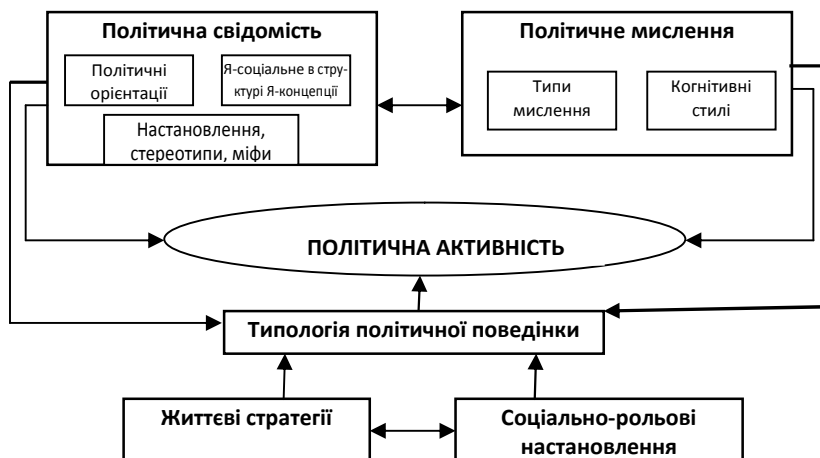 Політична свідомість
Політичні
орієнтації
Я-соціальне в стру-
ктурі Я-концепції
Настановлення,
стереотипи, міфи
Політичне мислення
Типи
мислення
Когнітивні
стилі
ПОЛІТИЧНА АКТИВНІСТЬ
Типологія політичної поведінки
Життєві стратегії
Соціально-рольові
настановлення